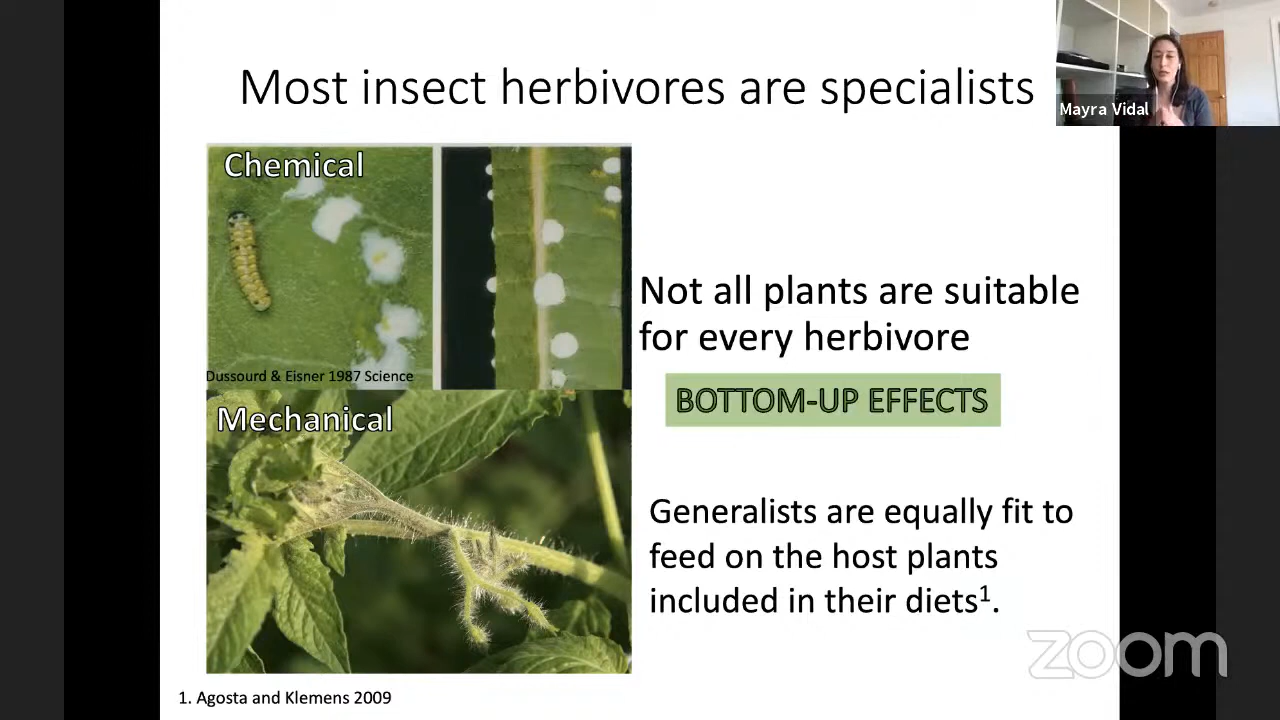 Most insect herbivores are specialists
Mayra Vidal
Chemical
Dussourd & Eisner 1987 Science
Mechanical
Not all plants are suitable
for every herbivore
BOTTOM-UP EFFECTS
Generalists are equally fit to
feed on the host plants
included in their diets¹.
zoom
1. Agosta and Klemens 2009